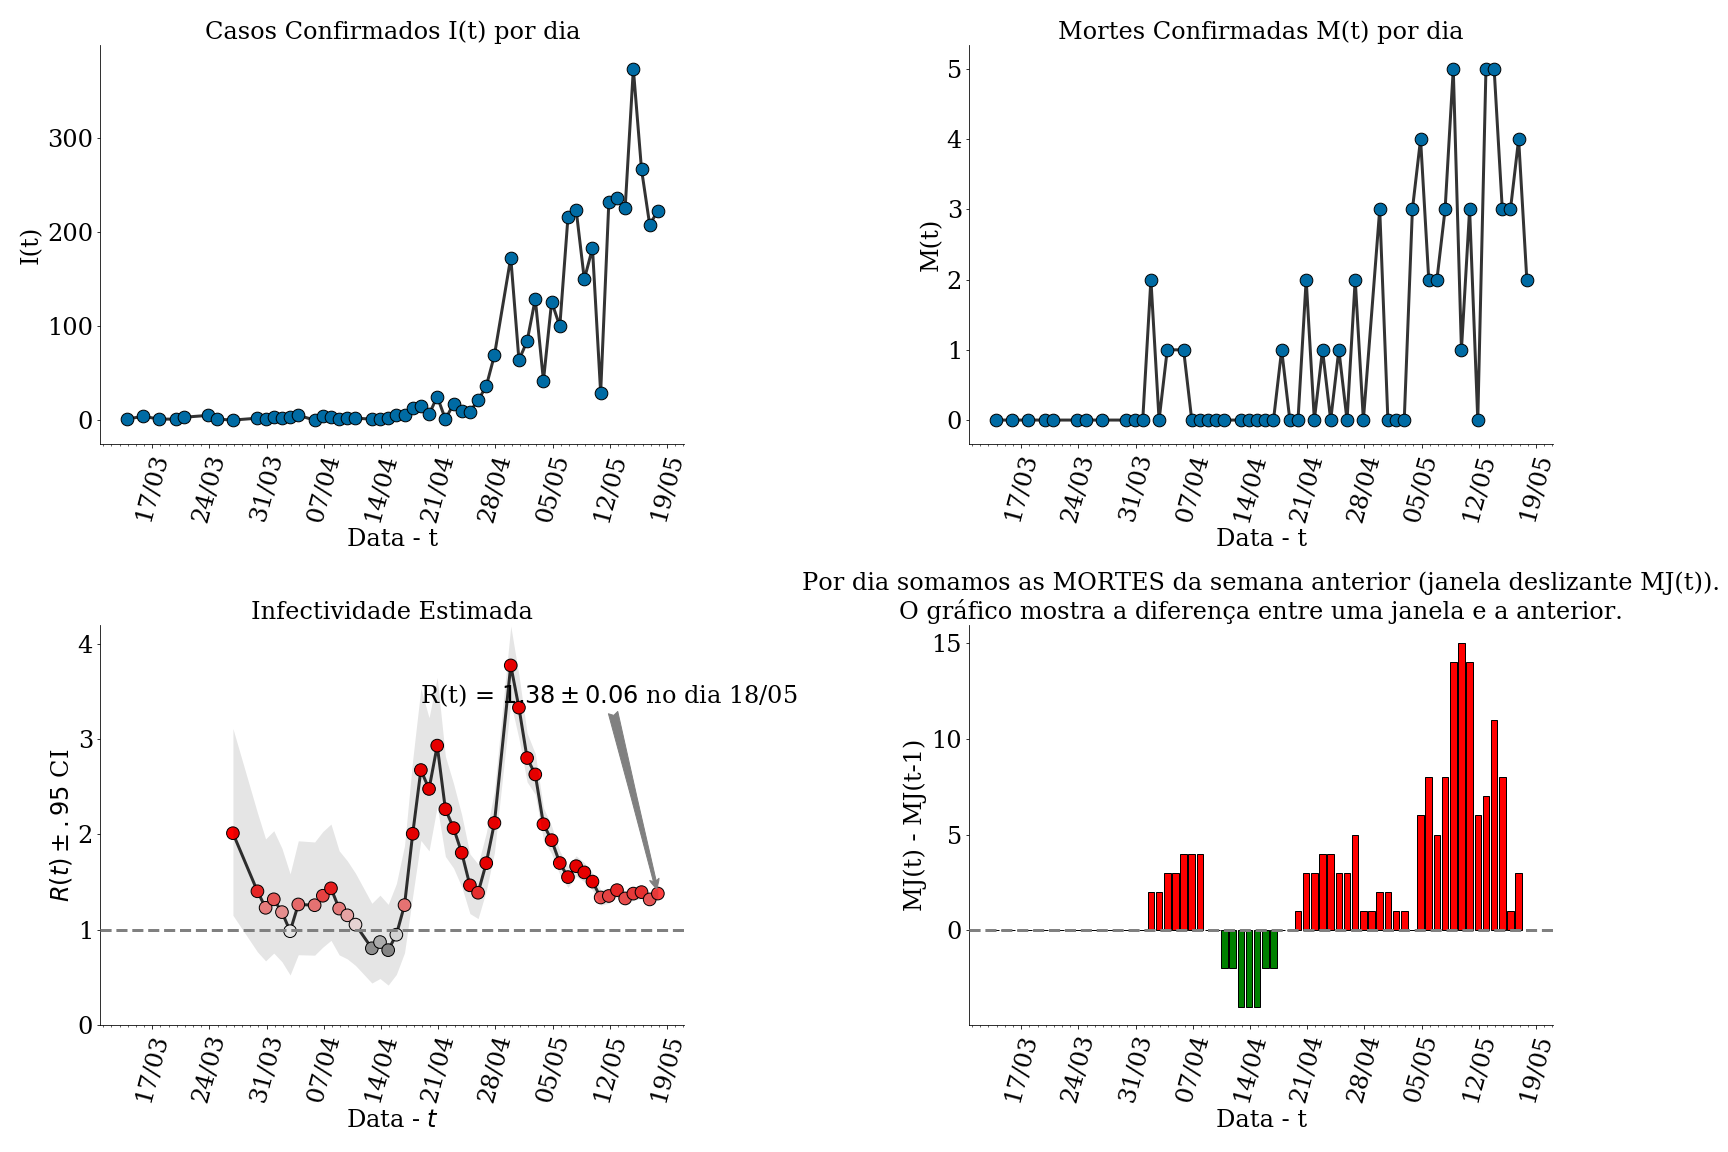 Casos Confirmados I(t) por dia
I(t)
300
200
100
0
17/03 24/03 31/03 07/04 14/04 21/04 28/04 05/05 12/05 19/05
Data - t
Mortes Confirmadas M(t) por dia
M(t)
5
4
3
2
1
0
17/03 24/03 31/03 07/04 14/04 21/04 28/04 05/05 12/05 19/05
Data - t
Infectividade Estimada
R(t) ± .95 CI
4
3
2
1
0
R(t) = 1.38 ± 0.06 no dia 18/05
17/03 24/03 31/03 07/04 14/04 21/04 28/04 05/05 12/05 19/05
Data - t
Por dia somamos as MORTES da semana anterior (janela deslizante MJ(t)).
O gráfico mostra a diferença entre uma janela e a anterior.
MJ(t) - MJ(t-1)
15
10
5
0
17/03 24/03 31/03 07/04 14/04 21/04 28/04 05/05 12/05 19/05
Data - t